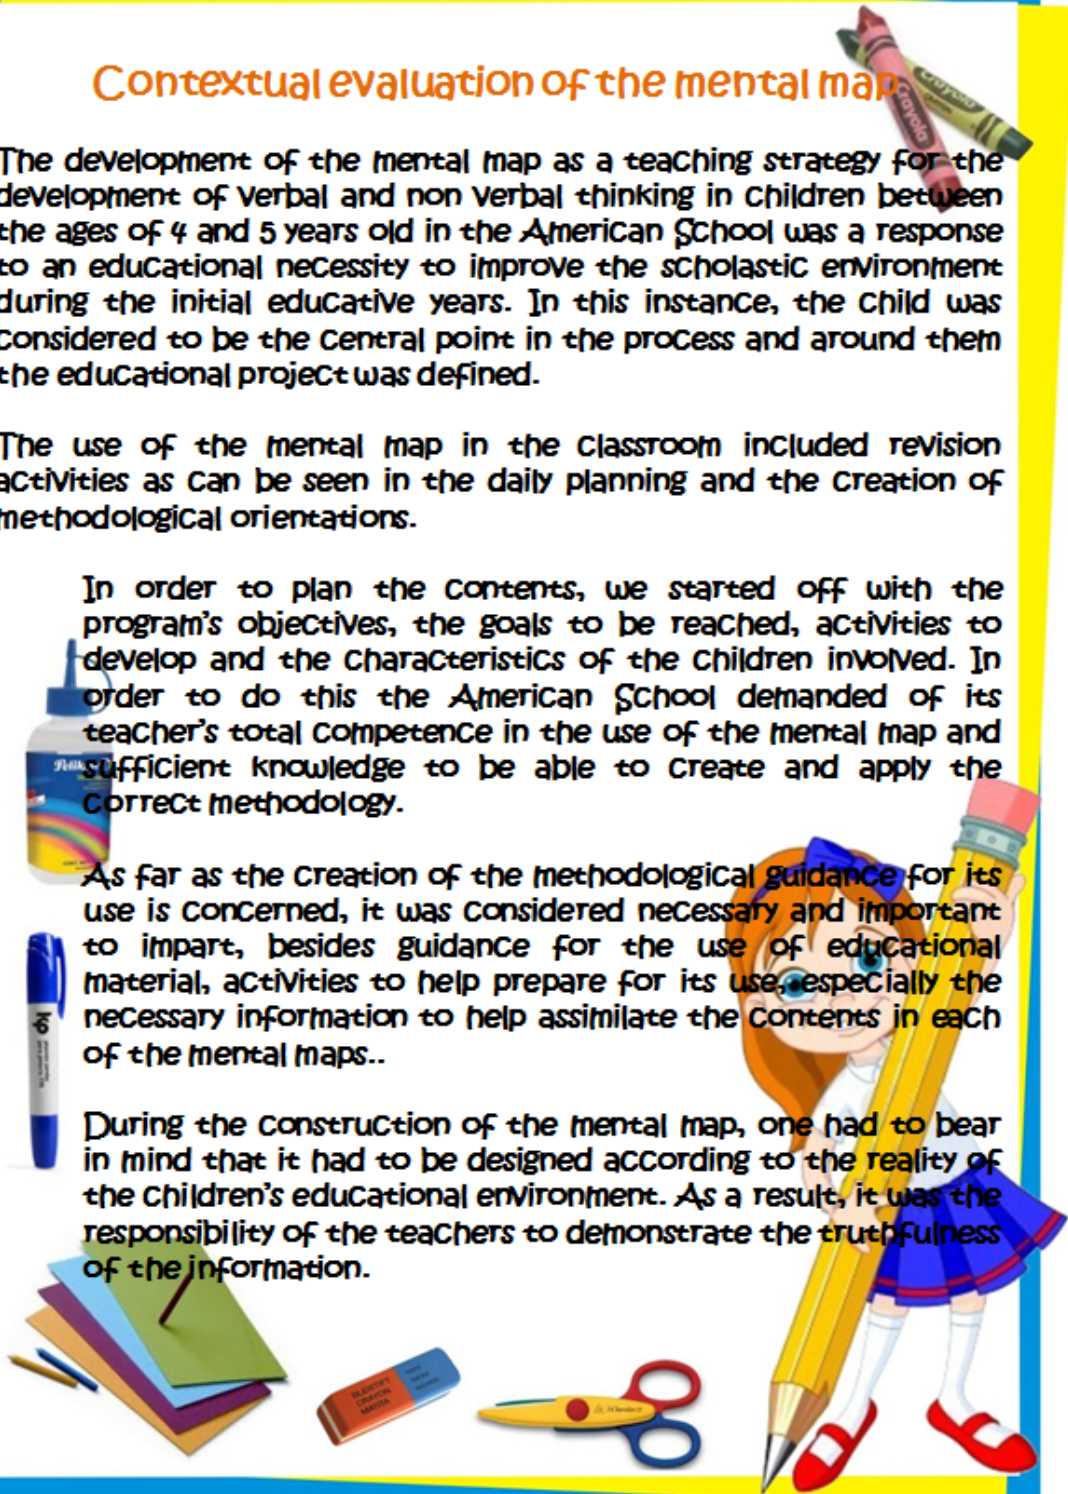 Contextual evaluation of the mental map
The development of the mental map as a teaching strategy for the
development of verbal and non verbal thinking in children between
the ages of 4 and 5 years old in the American School was a response
to an educational necessity to improve the scholastic environment
during the initial educative years. In this instance, the child was
considered to be the central point in the process and around them
the educational project was defined.
The use of the mental map in the classroom included revision
activities as can be seen in the daily planning and the creation of
methodological orientations.
In order to plan the contents, we started off with the
program's objectives, the goals to be reached, activities to
develop and the characteristics of the children involved. In
order to do this the American School demanded of its
teacher's total competence in the use of the mental map and
sufficient knowledge to be able to create and apply the
correct methodology.
As far as the creation of the methodological guidance for its
use is concerned, it was considered necessary and important
to impart, besides guidance for the use of educational
material, activities to help prepare for its use, especially the
necessary information to help assimilate the contents in each
of the mental maps..
During the construction of the mental map, one had to bear
in mind that it had to be designed according to the reality of
the children's educational environment. As a result, it was the
responsibility of the teachers to demonstrate the truthfulness
of the information.
Crayola
Crayola
BLEISTIFT
CRAYON
MATITA